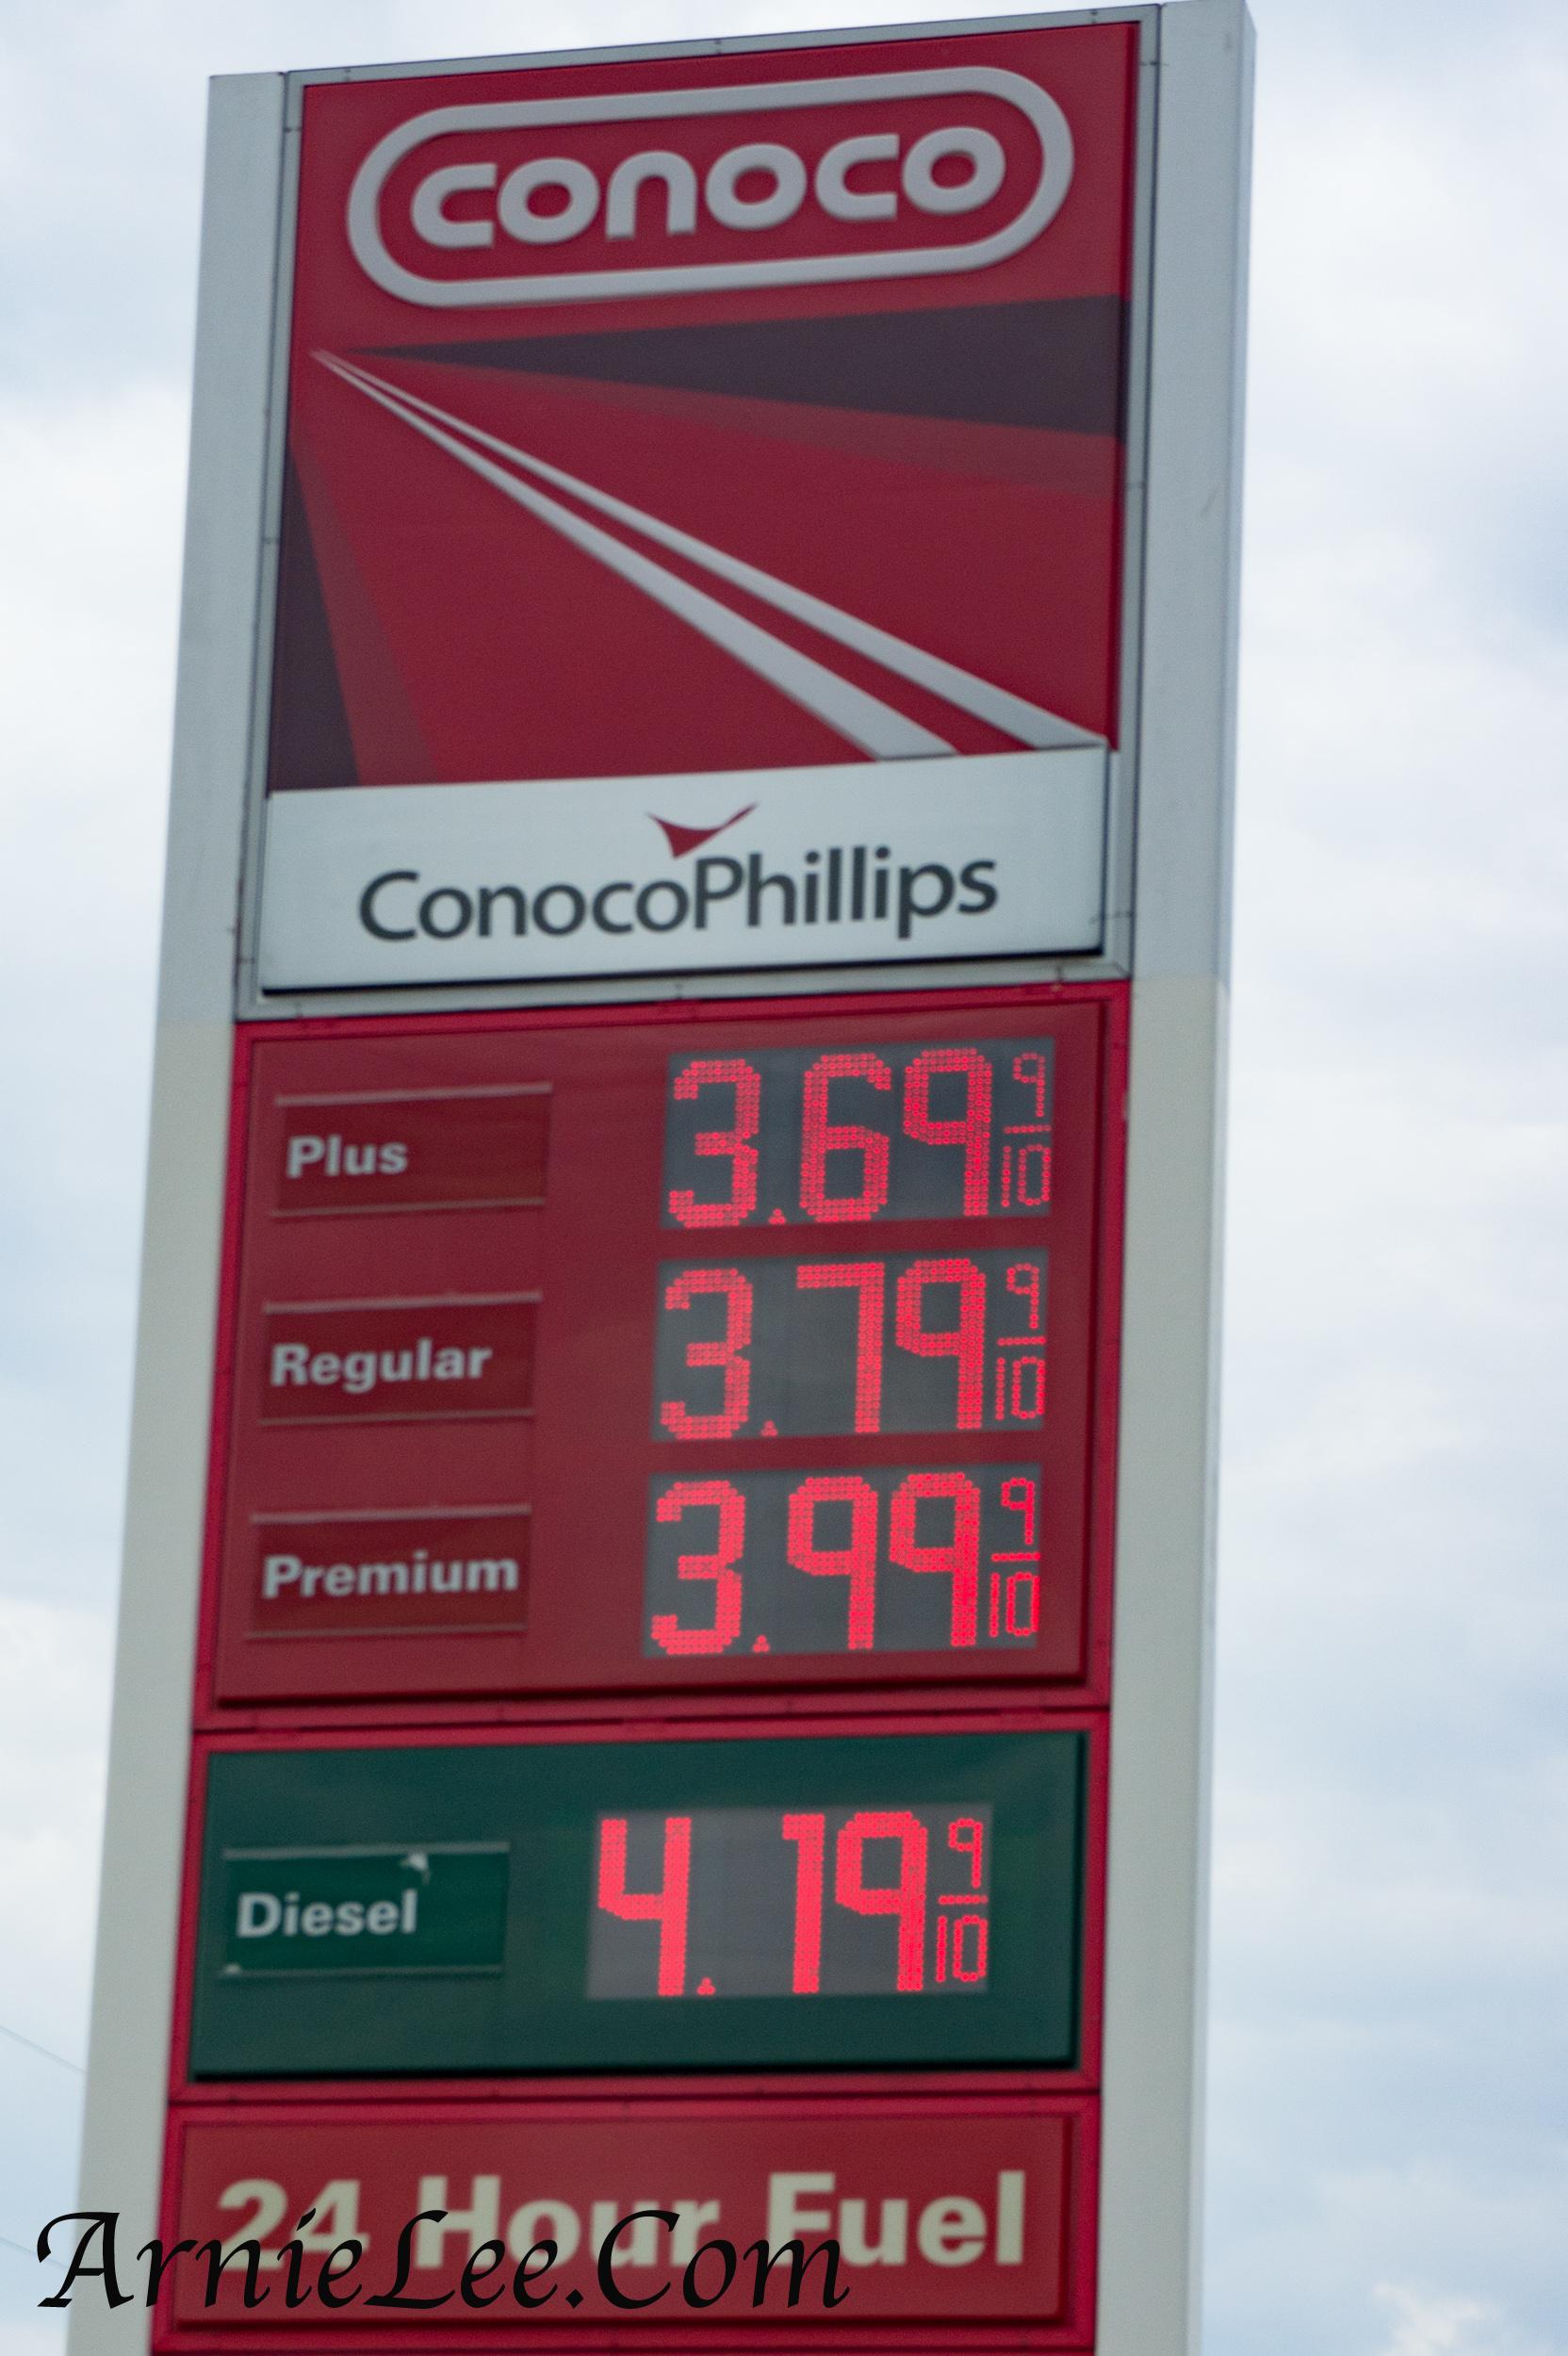 conoco
ConocoPhillips
Plus 3.69 9/10
Regular 3.79 9/10
Premium 3.99 9/10
Diesel 4.19 9/10
24 Hour Fuel
ArnieLee.Com